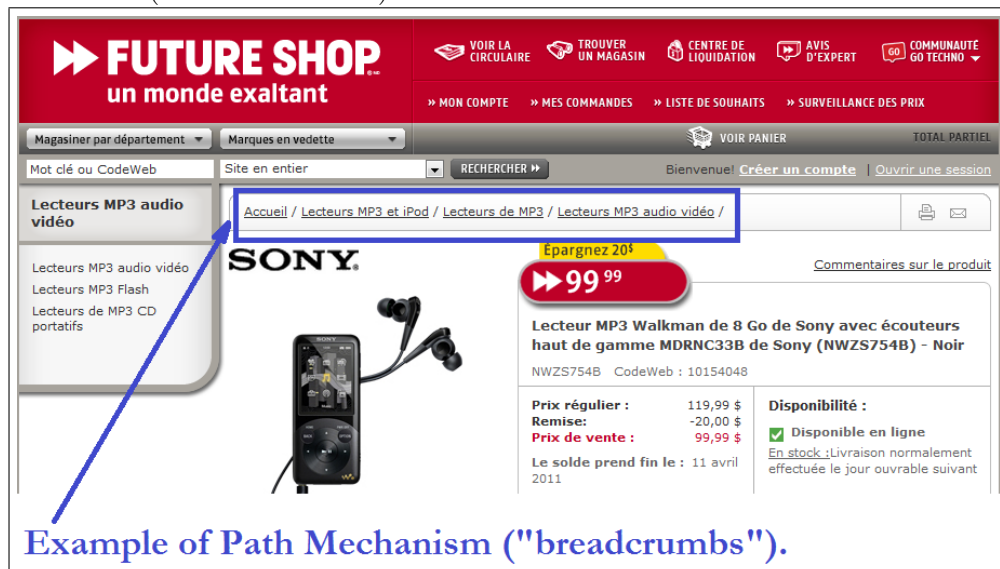 FUTURE SHOP
un monde exaltant
VOIR LA CIRCULAIRE
TROUVER UN MAGASIN
CENTRE DE LIQUIDATION
AVIS D'EXPERT
GO COMMUNAUTÉ GO TECHNO
» MON COMPTE » MES COMMANDES » LISTE DE SOUHAITS » SURVEILLANCE DES PRIX
Magasiner par département Marques en vedette VOIR PANIER TOTAL PARTIEL
Mot clé ou CodeWeb Site en entier RECHERCHER Bienvenue! Créer un compte | Ouvrir une session
Lecteurs MP3 audio
vidéo
Accueil / Lecteurs MP3 et iPod / Lecteurs de MP3 / Lecteurs MP3 audio vidéo /
Lecteurs MP3 audio vidéo
Lecteurs MP3 Flash
Lecteurs de MP3 CD
portatifs
SONY
SONY
Épargnez 20$
99 99
Commentaires sur le produit
Lecteur MP3 Walkman de 8 Go de Sony avec écouteurs
haut de gamme MDRNC33B de Sony (NWZS754B) - Noir
NWZS754B CodeWeb : 10154048
Prix régulier : 119,99 $
Remise: -20,00 $
Prix de vente : 99,99 $
Le solde prend fin le : 11 avril
2011
Disponibilité :
Disponible en ligne
En stock :Livraison normalement
effectuée le jour ouvrable suivant
Example of Path Mechanism ("breadcrumbs").